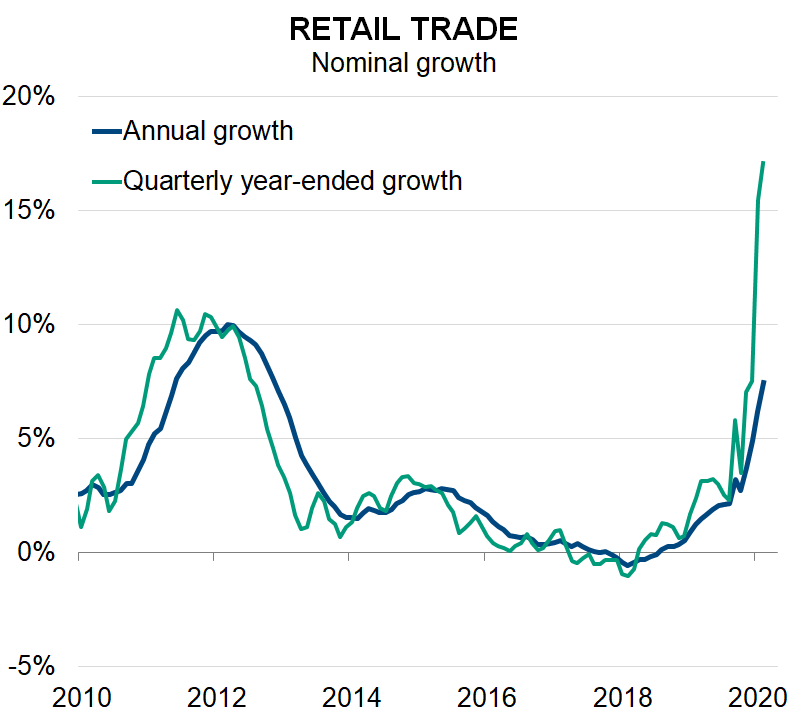 RETAIL TRADE
Nominal growth
20%
Annual growth
Quarterly year-ended growth
15%
10%
5%
0%
-5%
2010 2012 2014 2016 2018 2020